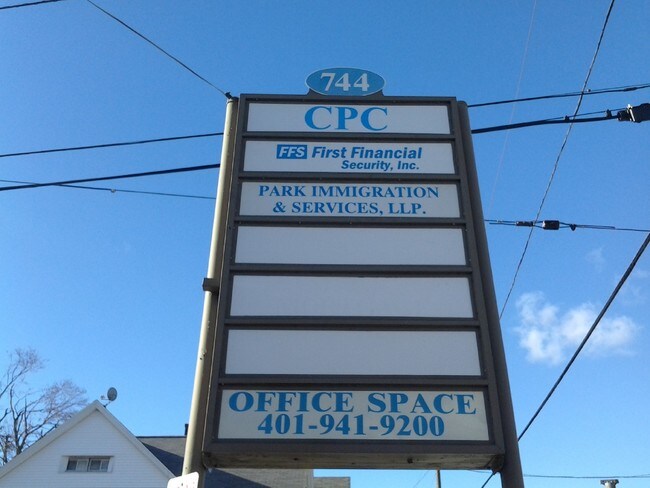 744
CPC
FFS First Financial
Security, Inc.
PARK IMMIGRATION
& SERVICES, LLP.
OFFICE SPACE
401-941-9200